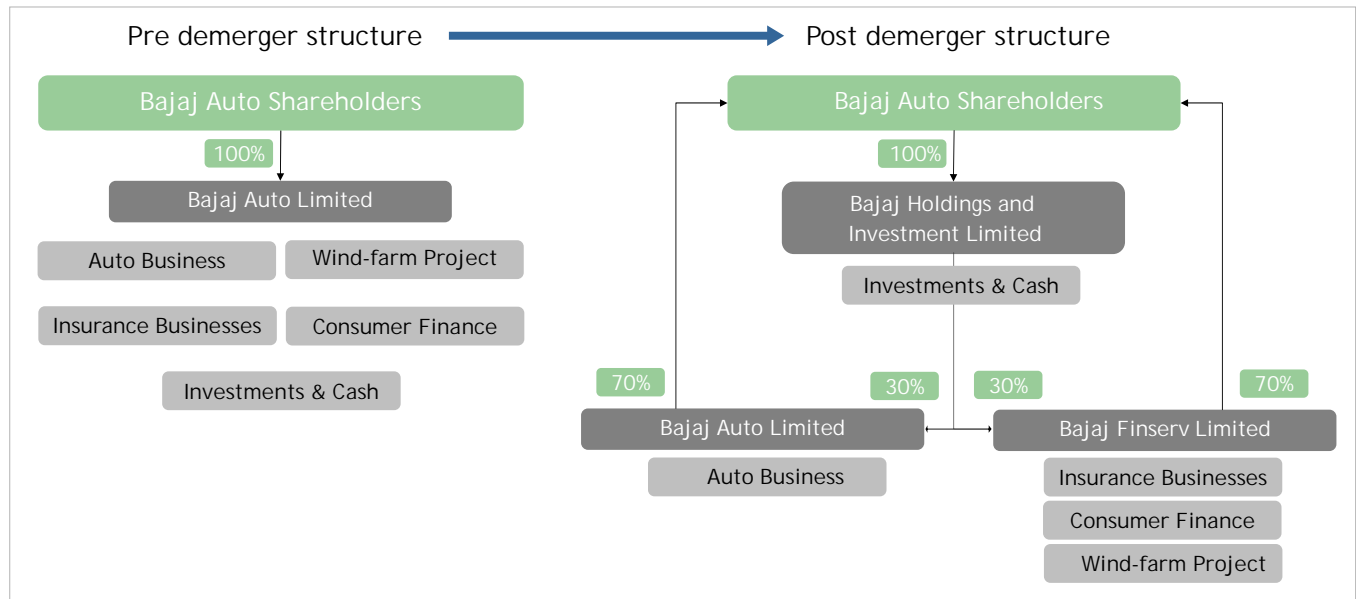 Pre demerger structure
Post demerger structure
Bajaj Auto Shareholders
100%
Bajaj Auto Limited
Auto Business
Wind-farm Project
Insurance Businesses
Consumer Finance
Investments & Cash
Bajaj Auto Shareholders
100%
Bajaj Holdings and
Investment Limited
Investments & Cash
70%
30%
30%
70%
Bajaj Auto Limited
Bajaj Finserv Limited
Auto Business
Insurance Businesses
Consumer Finance
Wind-farm Project